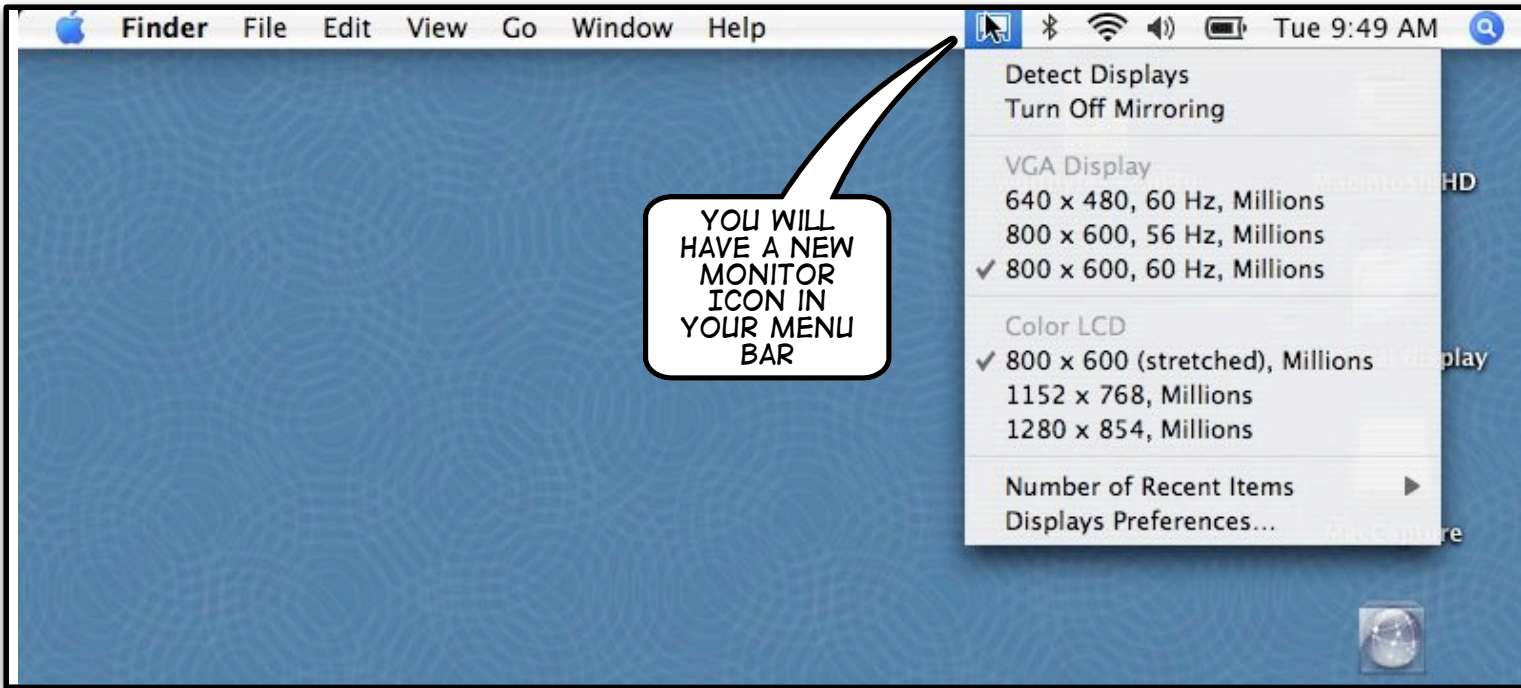 Finder File Edit View Go Window Help Tue 9:49 AM
Detect Displays
Turn Off Mirroring
VGA Display
640 x 480, 60 Hz, Millions
800 x 600, 56 Hz, Millions
✓ 800 x 600, 60 Hz, Millions
Color LCD
✓ 800 x 600 (stretched), Millions
1152 x 768, Millions
1280 x 854, Millions
Number of Recent Items
Displays Preferences...
YOU WILL
HAVE A NEW
MONITOR
ICON IN
YOUR MENU
BAR
HD